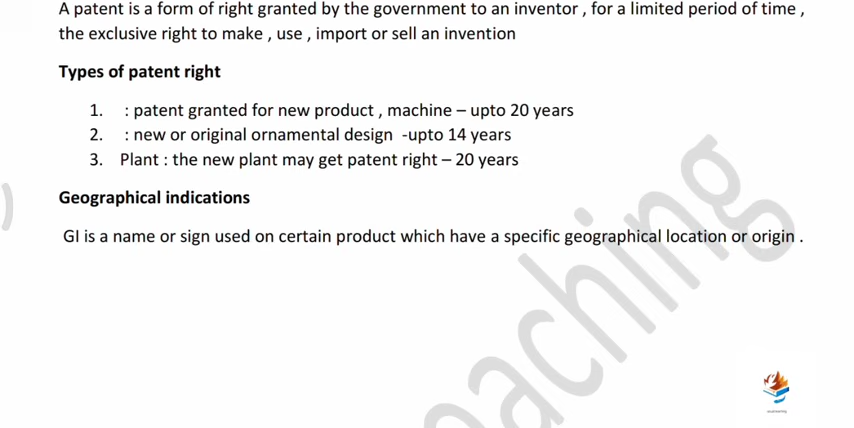 A patent is a form of right granted by the government to an inventor , for a limited period of time ,
the exclusive right to make , use , import or sell an invention
Types of patent right
1. : patent granted for new product , machine – upto 20 years
2. : new or original ornamental design -upto 14 years
3. Plant : the new plant may get patent right – 20 years
Geographical indications
GI is a name or sign used on certain product which have a specific geographical location or origin .
aching